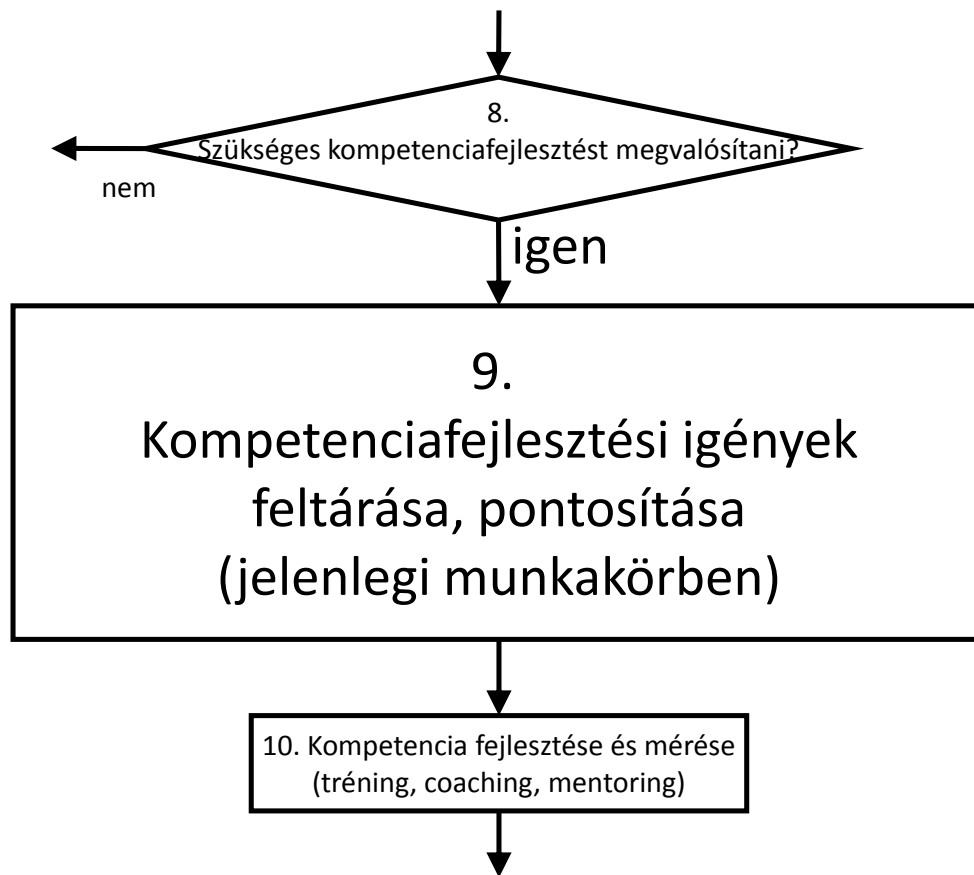 8.
Szükséges kompetenciafejlesztést megvalósítani?
nem
igen
9.
Kompetenciafejlesztési igények
feltárása, pontosítása
(jelenlegi munkakörben)
10. Kompetencia fejlesztése és mérése
(tréning, coaching, mentoring)